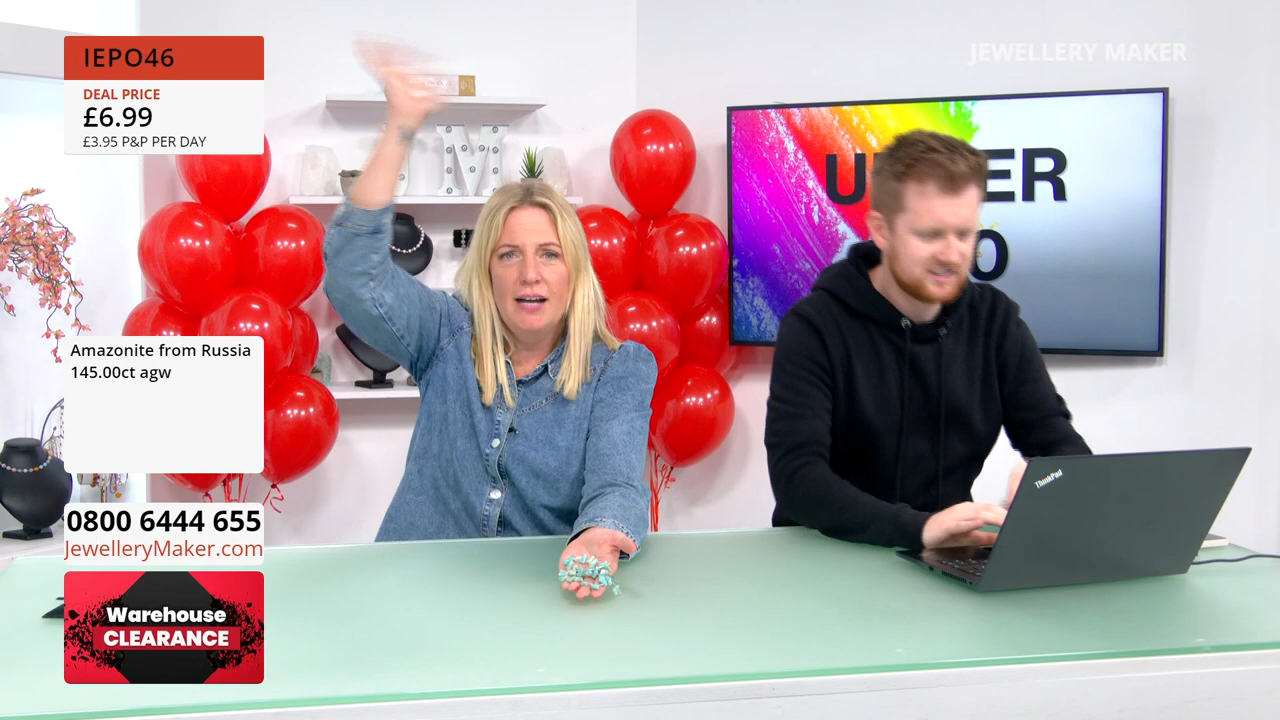 IEPO46
DEAL PRICE
£6.99
£3.95 P&P PER DAY
JEWELLERY MAKER
M
Amazonite from Russia
145.00ct agw
0800 6444 655
JewelleryMaker.com
Warehouse
CLEARANCE
ThinkPad